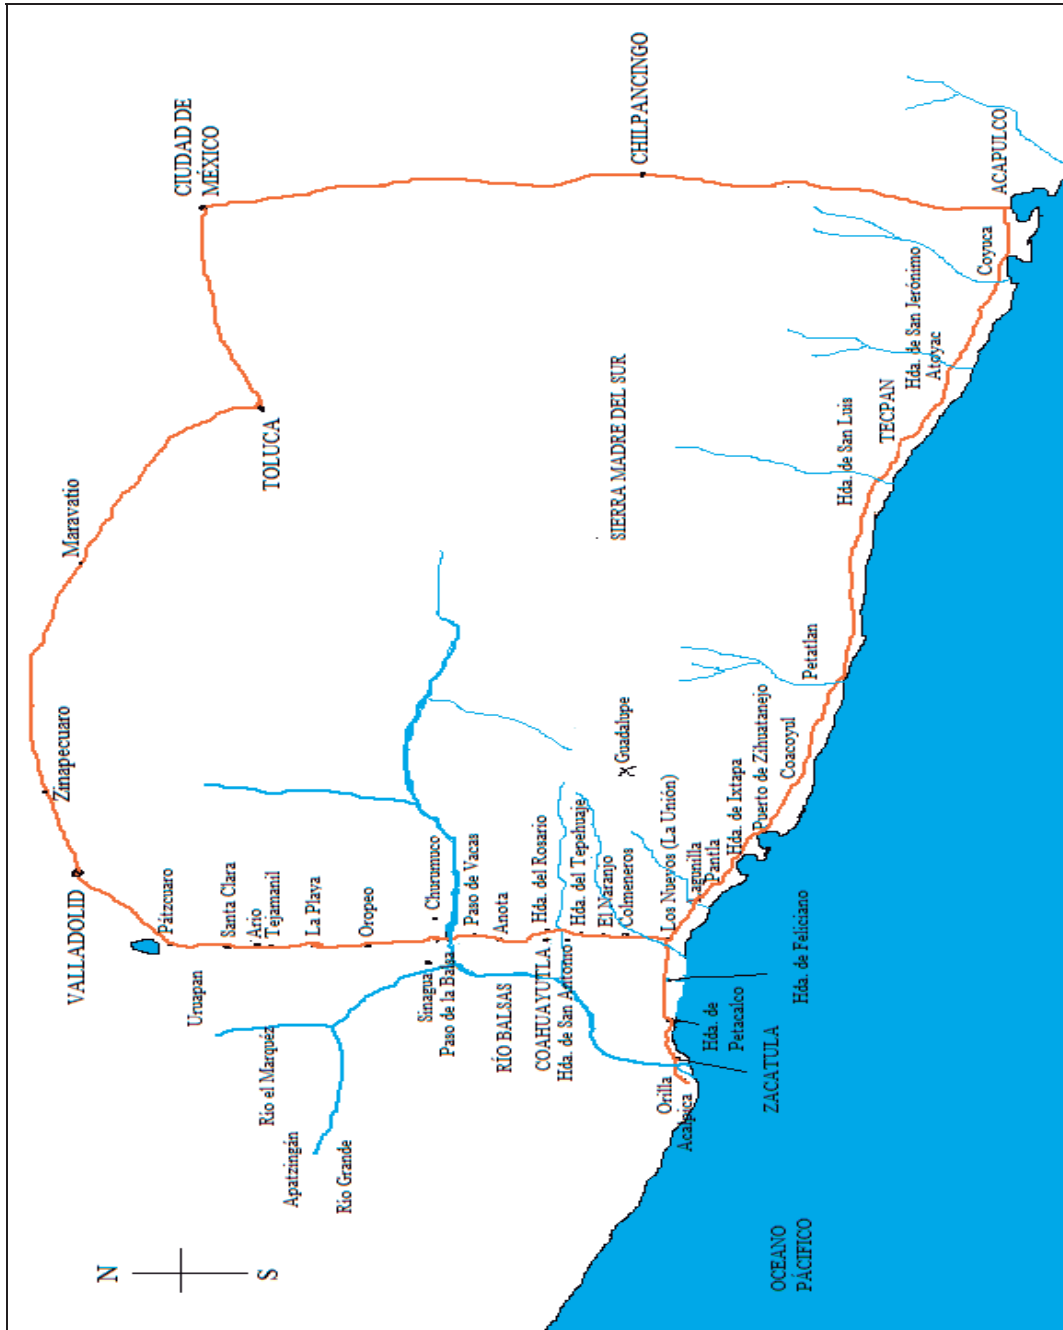 N
S
VALLADOLID
Zinapecuaro
Maravatio
TOLUCA
CIUDAD DE
MÉXICO
CHILPANCINGO
ACAPULCO
Pátzcuaro
Uruapan
Santa Clara
Ario
Tejamanil
La Playa
Oropeo
Río el Marquéz
Apatzingán
Río Grande
Churumuco
Sinagua
Paso de la Balsa
Paso de Vacas
RÍO BALSAS
Anota
COAHUAYUTLA
Hda. de San Antonio
Hda. del Rosario
Hda. del Tepehuaje
El Naranjo
Colmeneros
Guadalupe
SIERRA MADRE DEL SUR
Los Nuevos (La Unión)
Lagunilla
Pantla
Hda. de Ixtapa
Puerto de Zihuatanejo
Coacoyul
Petatlan
Hda. de San Luis
TECPAN
Hda. de San Jerónimo
Atoyac
Coyuca
Orilla
Acalpica
Hda. de
Petacalco
ZACATULA
Hda. de Feliciano
OCEANO
PÁCIFICO